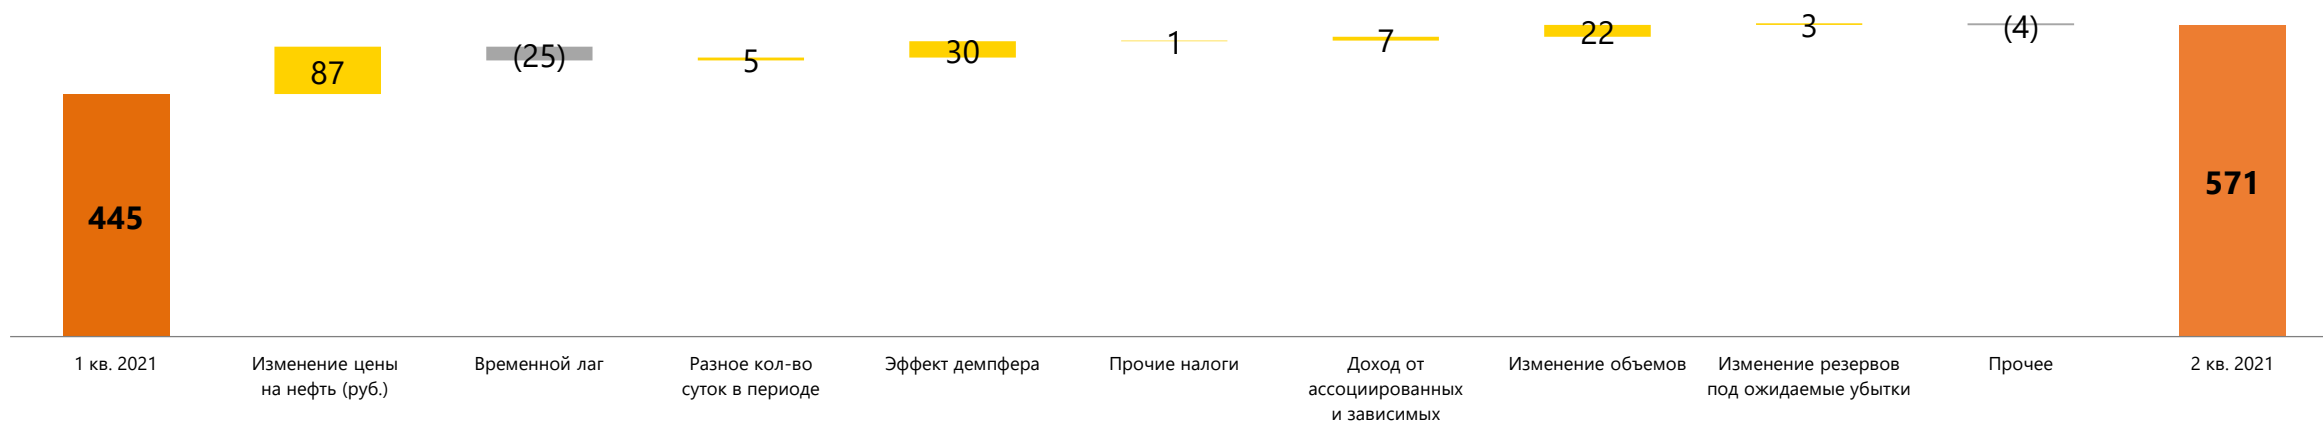 87
(25)
5
30
1
7
22
3
(4)
445
571
1 кв. 2021
Изменение цены
на нефть (руб.)
Временной лаг
Разное кол-во
суток в периоде
Эффект демпфера
Прочие налоги
Доход от
ассоциированных
и зависимых
Изменение объемов
Изменение резервов
под ожидаемые убытки
Прочее
2 кв. 2021